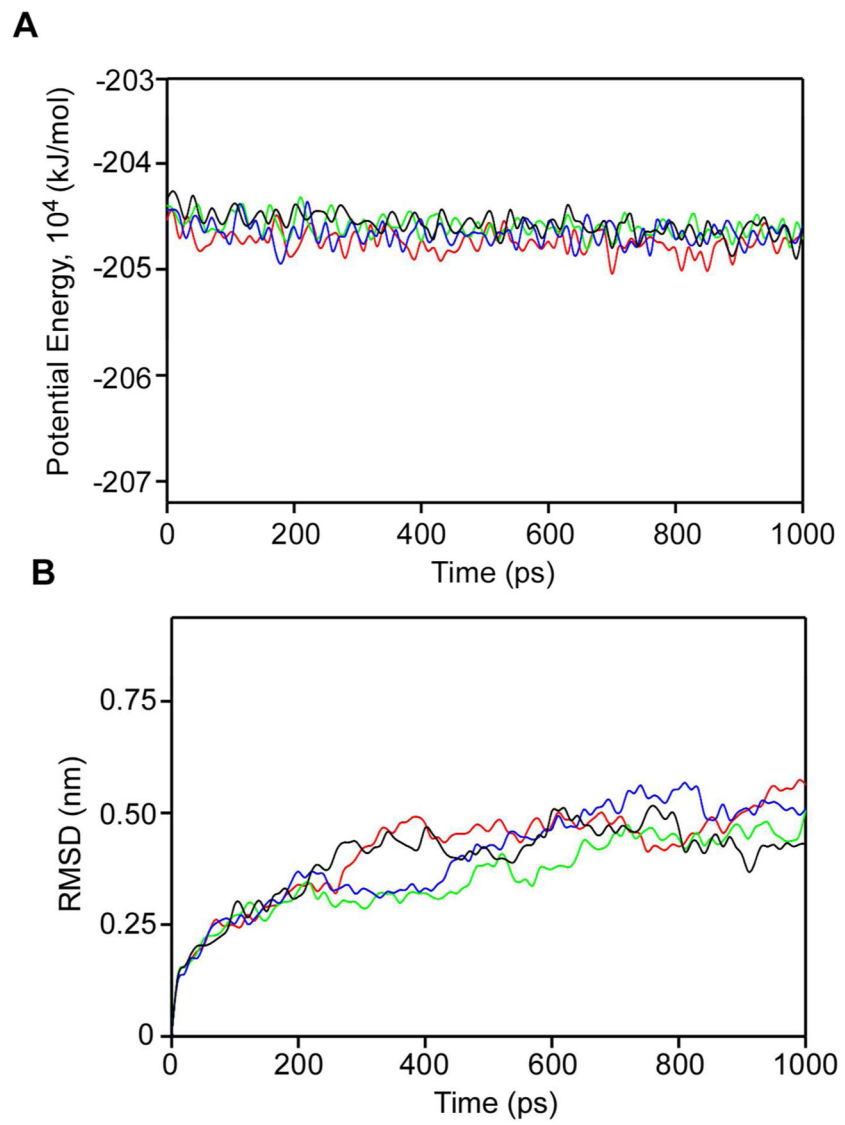 A
Potential Energy, 10⁴ (kJ/mol)
-203
-204
-205
-206
-207
0 200 400 600 800 1000
Time (ps)
B
RMSD (nm)
0.75
0.50
0.25
0
0 200 400 600 800 1000
Time (ps)